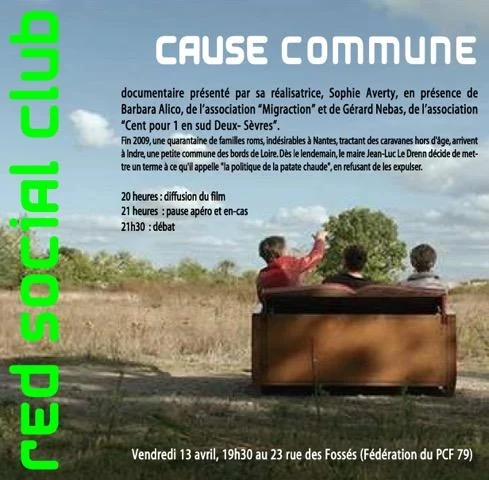 red social club
CAUSE COMMUNE
documentaire présenté par sa réalisatrice, Sophie Averty, en présence de
Barbara Alico, de l'association "Migraction" et de Gérard Nebas, de l'association
"Cent pour 1 en sud Deux- Sèvres".
Fin 2009, une quarantaine de familles roms, indésirables à Nantes, tractant des caravanes hors d'âge, arrivent
à Indre, une petite commune des bords de Loire. Dès le lendemain, le maire Jean-Luc Le Drenn décide de met-
tre un terme à ce qu'il appelle "la politique de la patate chaude", en refusant de les expulser.
20 heures : diffusion du film
21 heures : pause apéro et en-cas
21h30 : débat
Vendredi 13 avril, 19h30 au 23 rue des Fossés (Fédération du PCF 79)